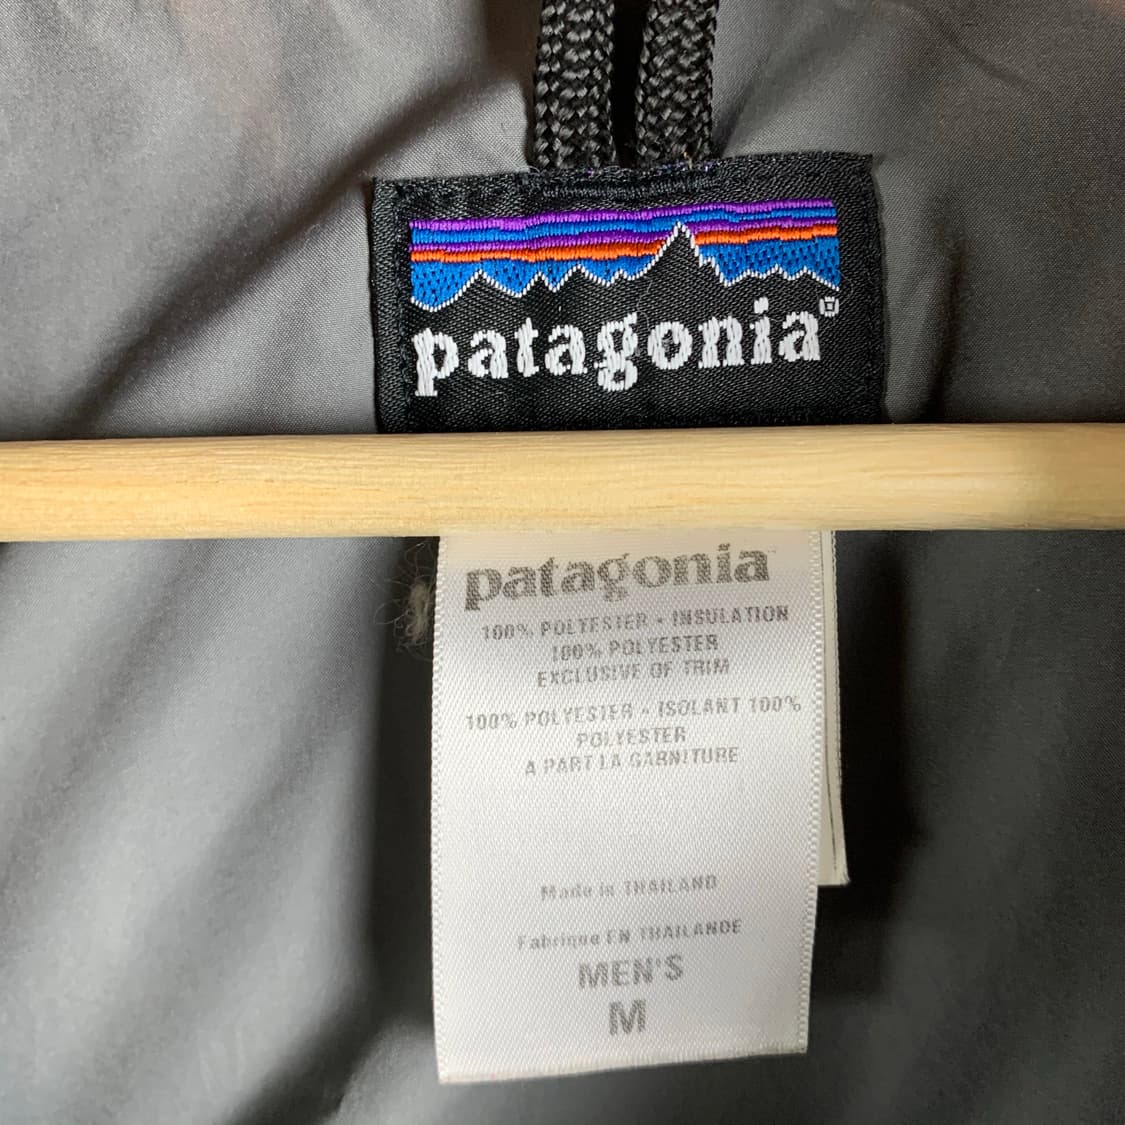 patagonia®
patagonia
100% POLYESTER • INSULATION
100% POLYESTER
EXCLUSIVE OF TRIM
100% POLYESTER • ISOLANT 100%
POLYESTER
A PART LA GARNITURE
Made in THAILAND
Fabrique EN THAILANDE
MEN'S
M